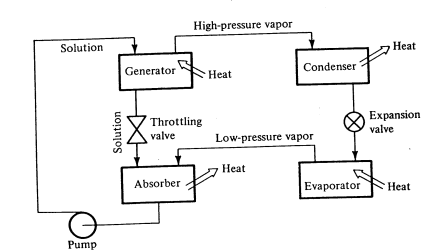 High-pressure vapor
Solution
Heat
Generator
Heat
Condenser
Solution
Throttling
valve
Expansion
valve
Low-pressure vapor
Absorber
Heat
Evaporator
Heat
Pump